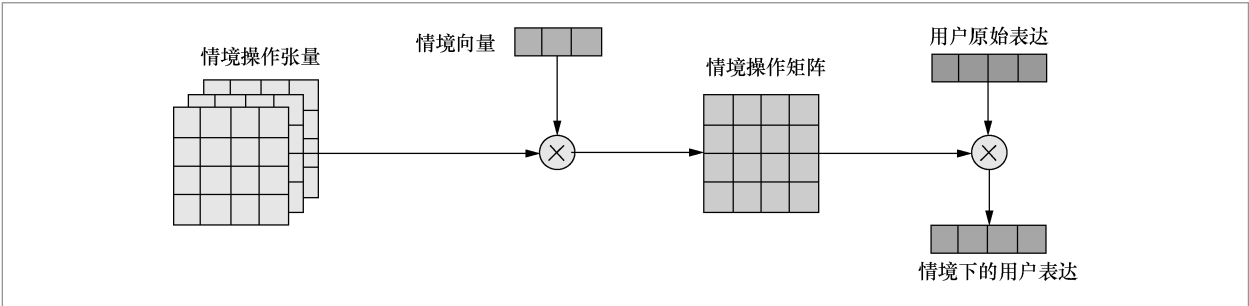 情境操作张量
情境向量
情境操作矩阵
用户原始表达
情境下的用户表达